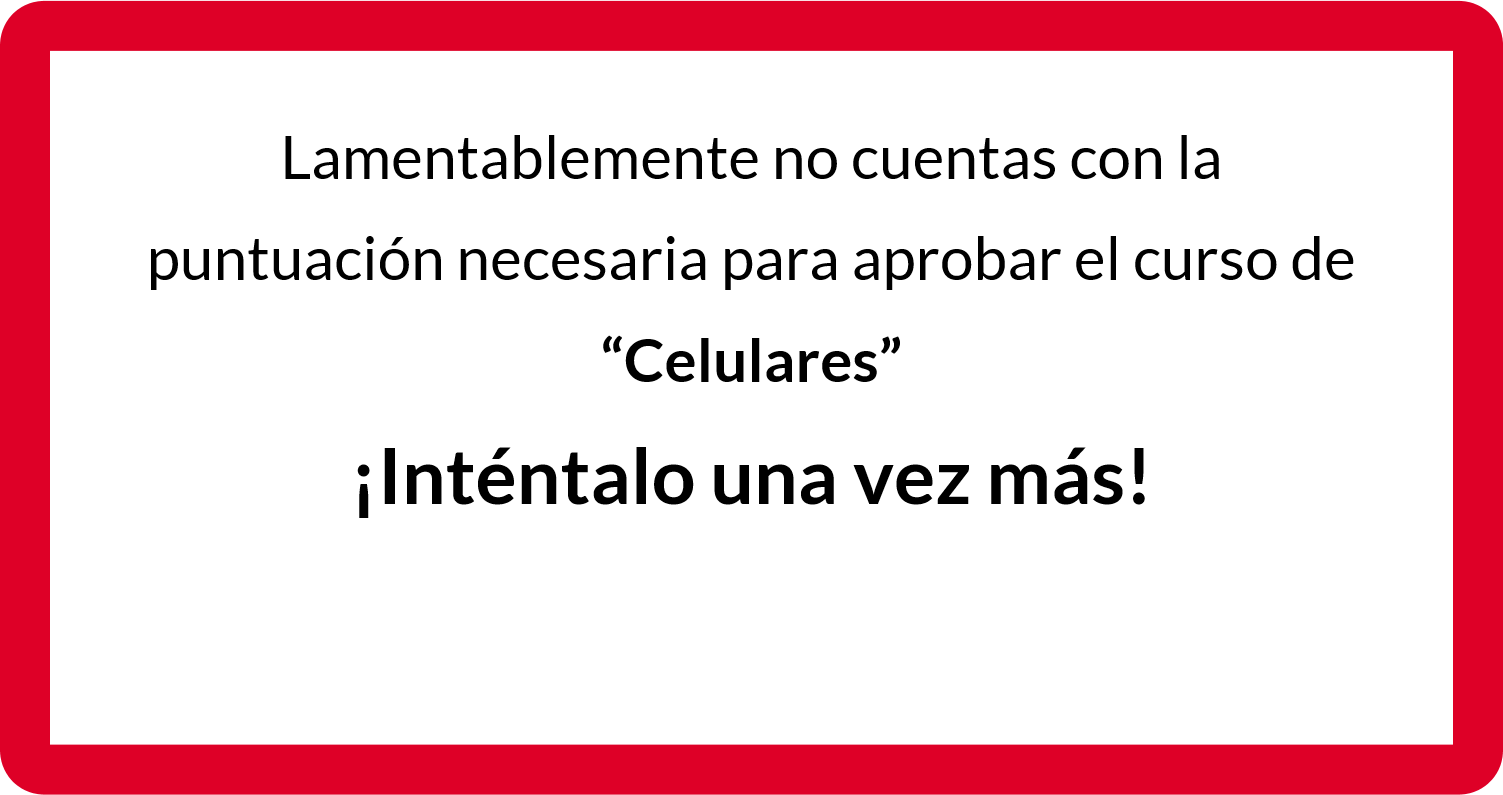 Lamentablemente no cuentas con la
puntuación necesaria para aprobar el curso de
“Celulares”
¡Inténtalo una vez más!